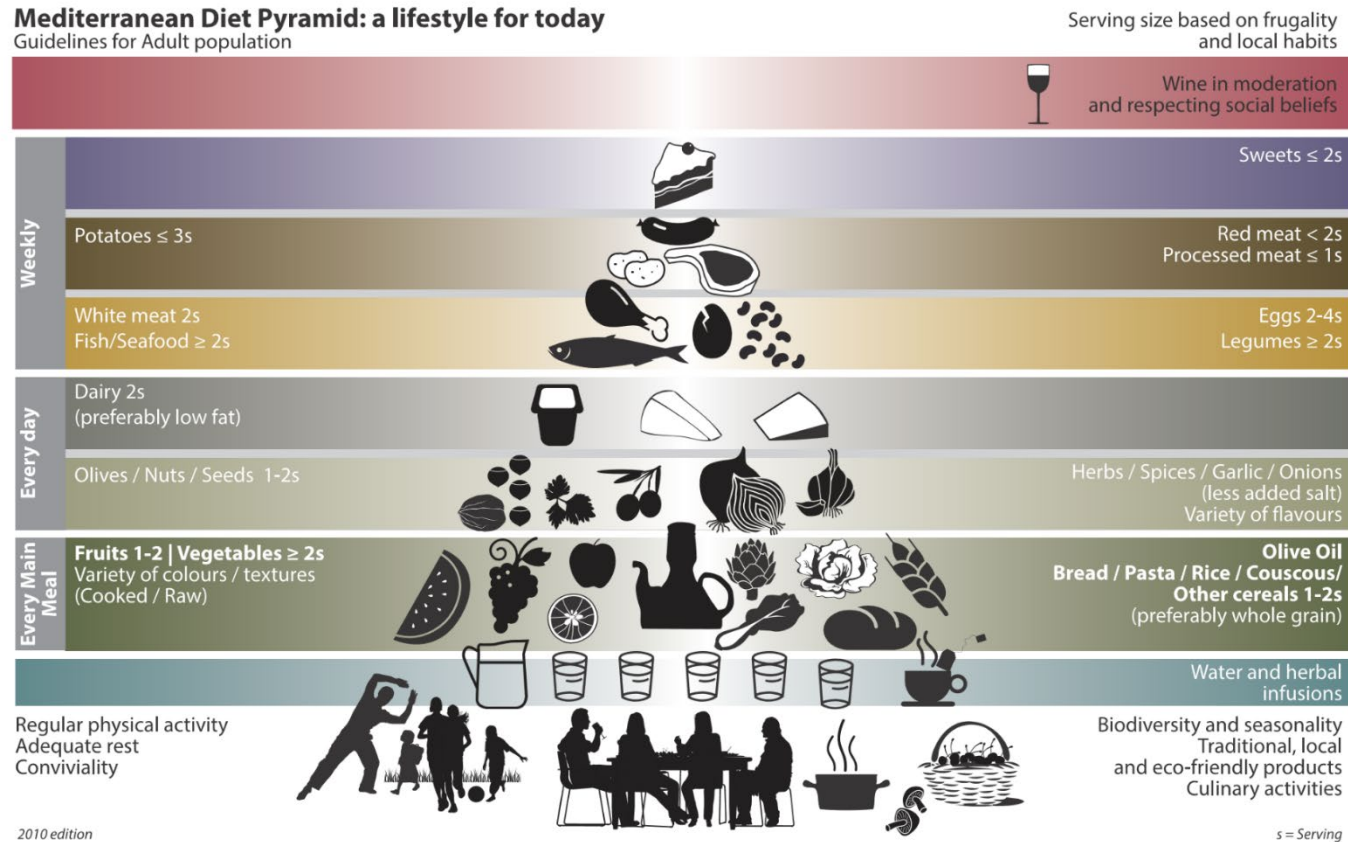 Mediterranean Diet Pyramid: a lifestyle for today
Guidelines for Adult population
Serving size based on frugality
and local habits
Wine in moderation
and respecting social beliefs
Weekly
Sweets ≤ 2s
Potatoes ≤ 3s
Red meat < 2s
Processed meat ≤ 1s
White meat 2s
Fish/Seafood ≥ 2s
Eggs 2-4s
Legumes ≥ 2s
Every day
Dairy 2s
(preferably low fat)
Olives / Nuts / Seeds 1-2s
Herbs / Spices / Garlic / Onions
(less added salt)
Variety of flavours
Every Main
Meal
Fruits 1-2 | Vegetables ≥ 2s
Variety of colours / textures
(Cooked / Raw)
Olive Oil
Bread / Pasta / Rice / Couscous/
Other cereals 1-2s
(preferably whole grain)
Water and herbal
infusions
Regular physical activity
Adequate rest
Conviviality
Biodiversity and seasonality
Traditional, local
and eco-friendly products
Culinary activities
2010 edition
s = Serving